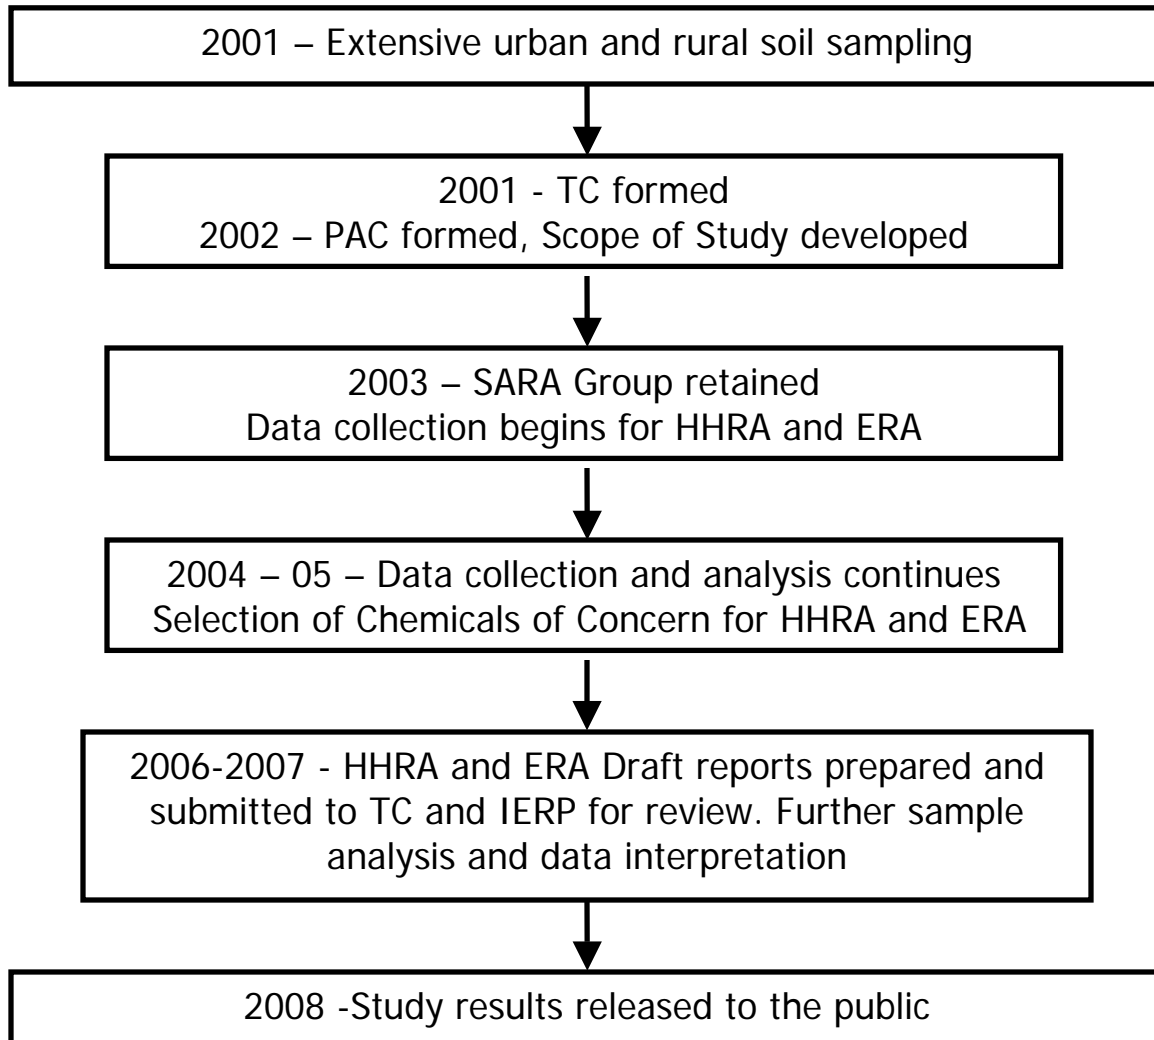 2001 – Extensive urban and rural soil sampling
2001 - TC formed
2002 – PAC formed, Scope of Study developed
2003 – SARA Group retained
Data collection begins for HHRA and ERA
2004 – 05 – Data collection and analysis continues
Selection of Chemicals of Concern for HHRA and ERA
2006-2007 - HHRA and ERA Draft reports prepared and
submitted to TC and IERP for review. Further sample
analysis and data interpretation
2008 -Study results released to the public